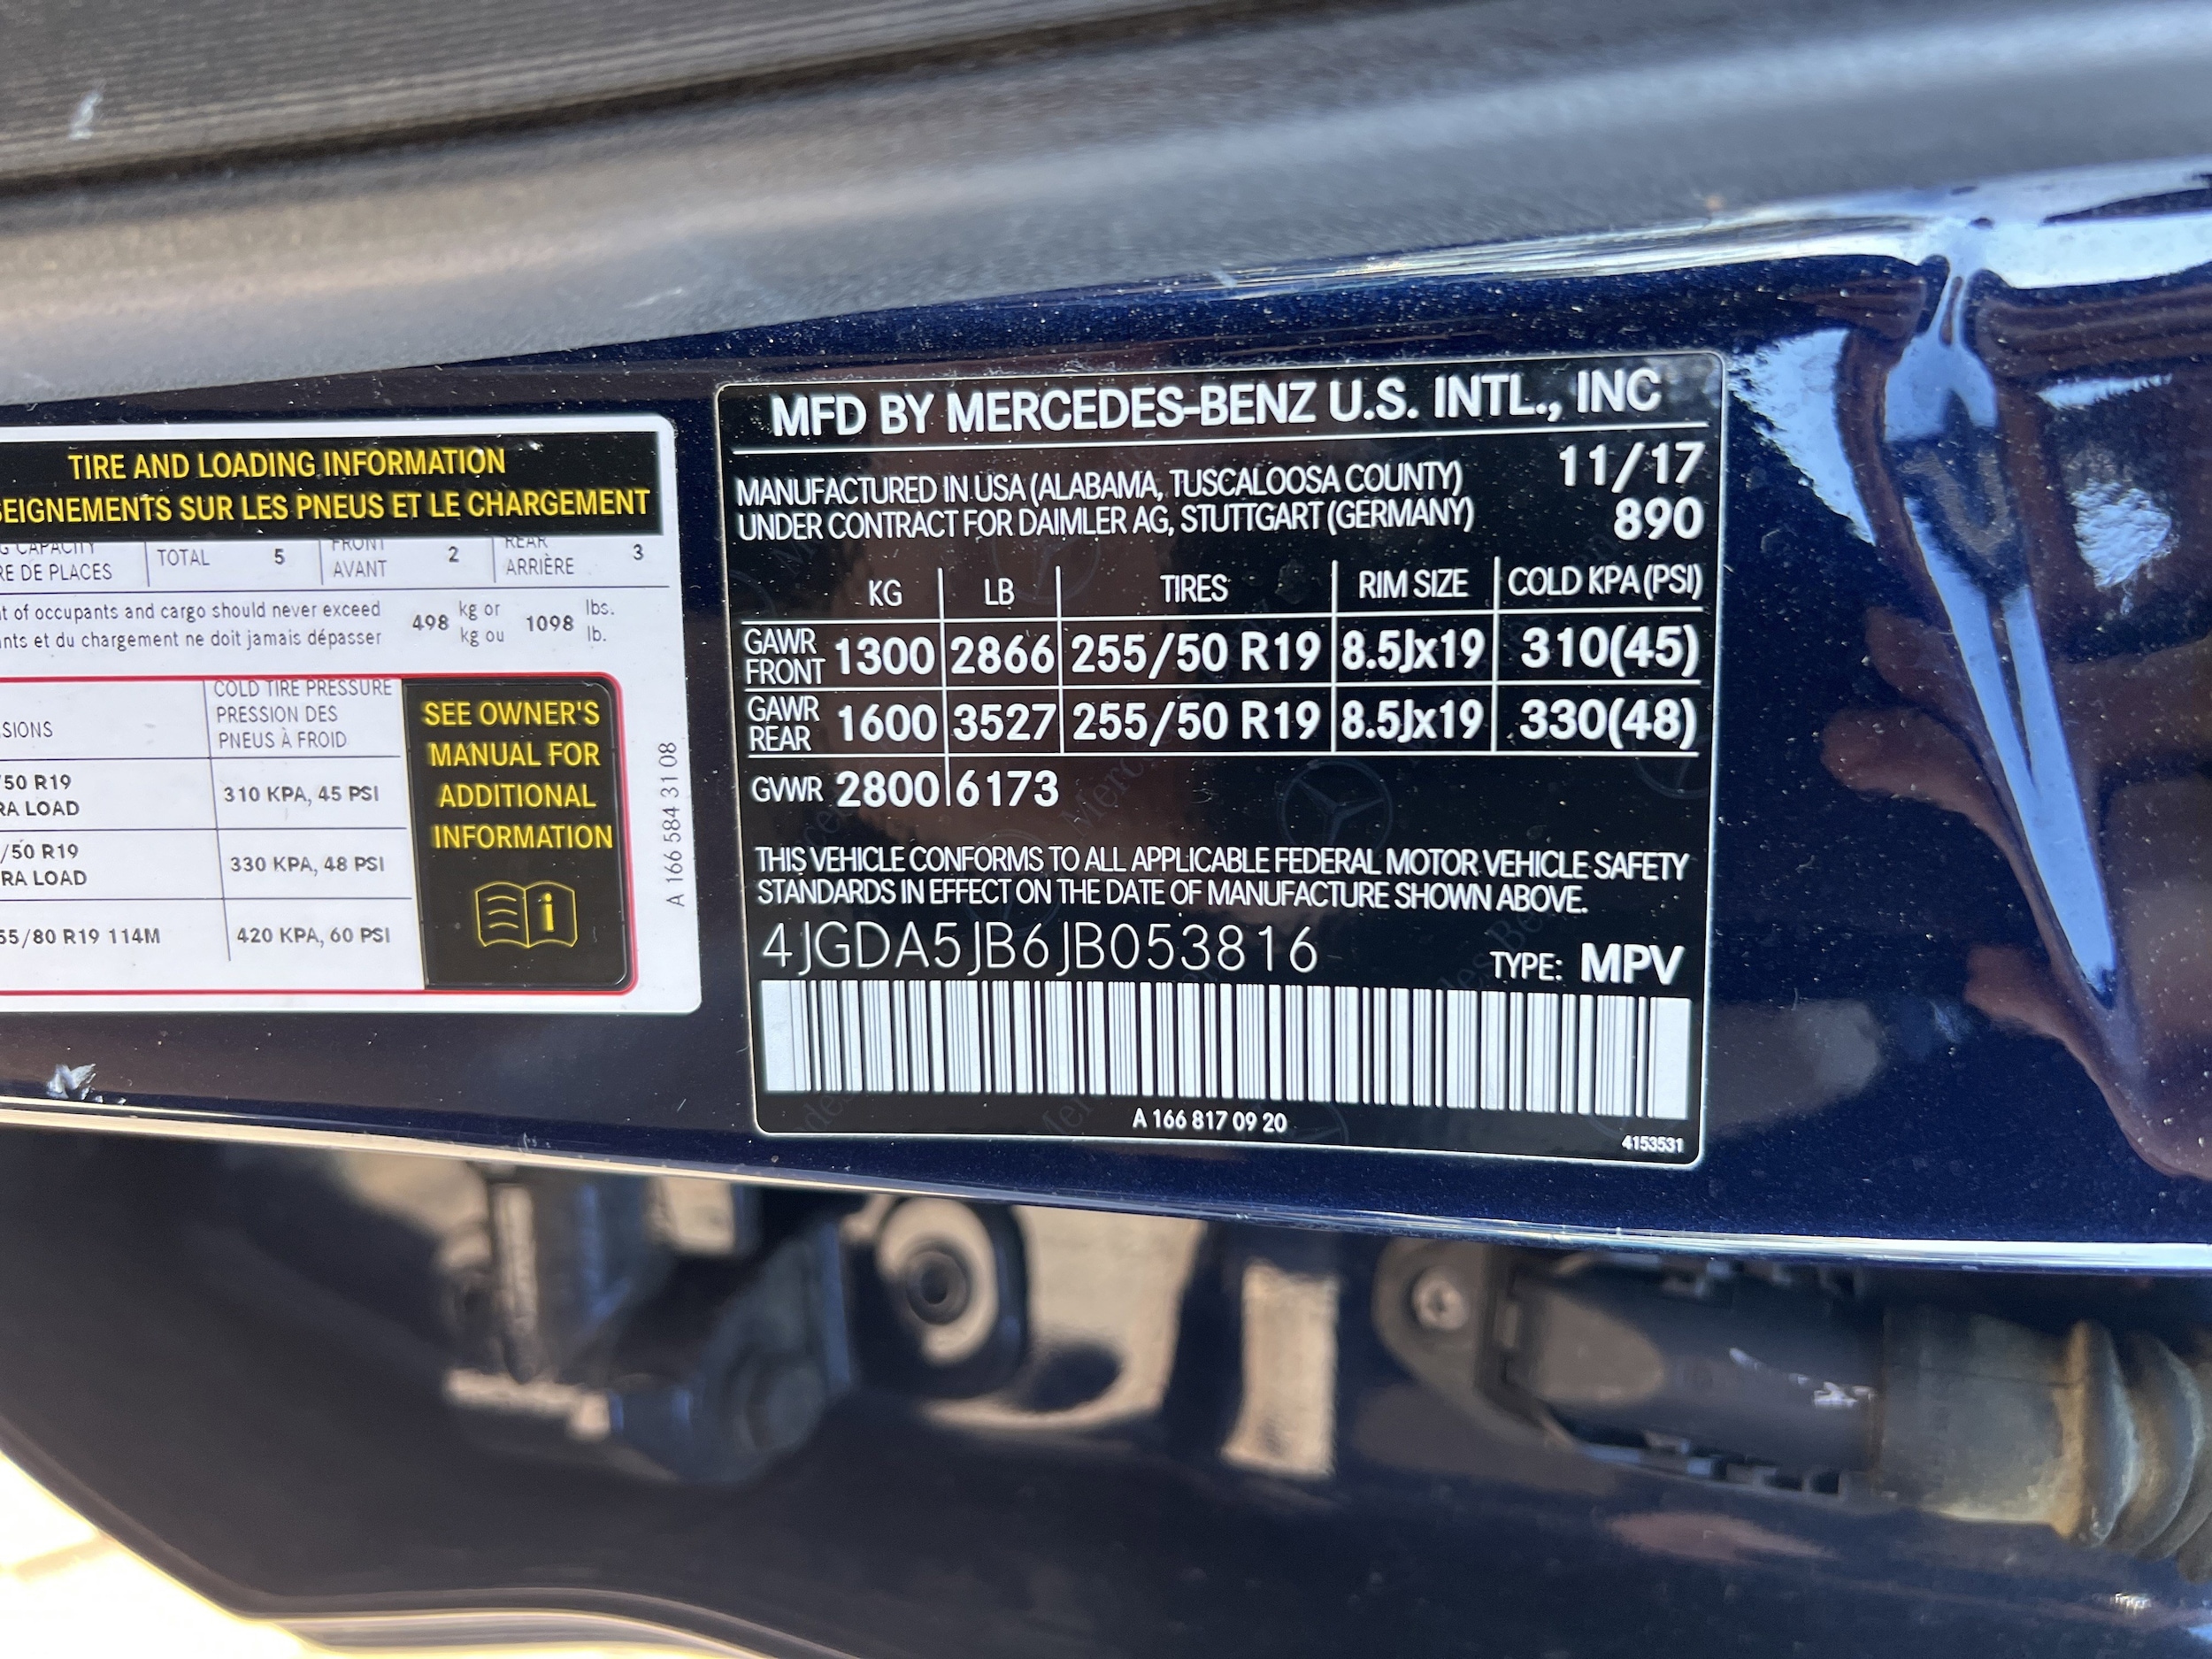 TIRE AND LOADING INFORMATION
SEIGNEMENTS SUR LES PNEUS ET LE CHARGEMENT
G CAPACITY
RE DE PLACES
TOTAL 5
FRONT
AVANT 2
REAR
ARRIÈRE 3
t of occupants and cargo should never exceed
nts et du chargement ne doit jamais dépasser
498 kg or
kg ou
1098 lbs.
lb.
SIONS
COLD TIRE PRESSURE
PRESSION DES
PNEUS À FROID
/50 R19
RA LOAD
310 KPA, 45 PSI
/50 R19
RA LOAD
330 KPA, 48 PSI
55/80 R19 114M
420 KPA, 60 PSI
SEE OWNER'S
MANUAL FOR
ADDITIONAL
INFORMATION
A 166 584 31 08
MFD BY MERCEDES-BENZ U.S. INTL., INC
MANUFACTURED IN USA (ALABAMA, TUSCALOOSA COUNTY) 11/17
UNDER CONTRACT FOR DAIMLER AG, STUTTGART (GERMANY) 890
KG LB TIRES RIM SIZE COLD KPA (PSI)
GAWR
FRONT 1300 2866 255/50 R19 8.5Jx19 310(45)
GAWR
REAR 1600 3527 255/50 R19 8.5Jx19 330(48)
GVWR 2800 6173
THIS VEHICLE CONFORMS TO ALL APPLICABLE FEDERAL MOTOR VEHICLE SAFETY
STANDARDS IN EFFECT ON THE DATE OF MANUFACTURE SHOWN ABOVE.
4JGDA5JB6JB053816 TYPE: MPV
A 166 817 09 20
4153531